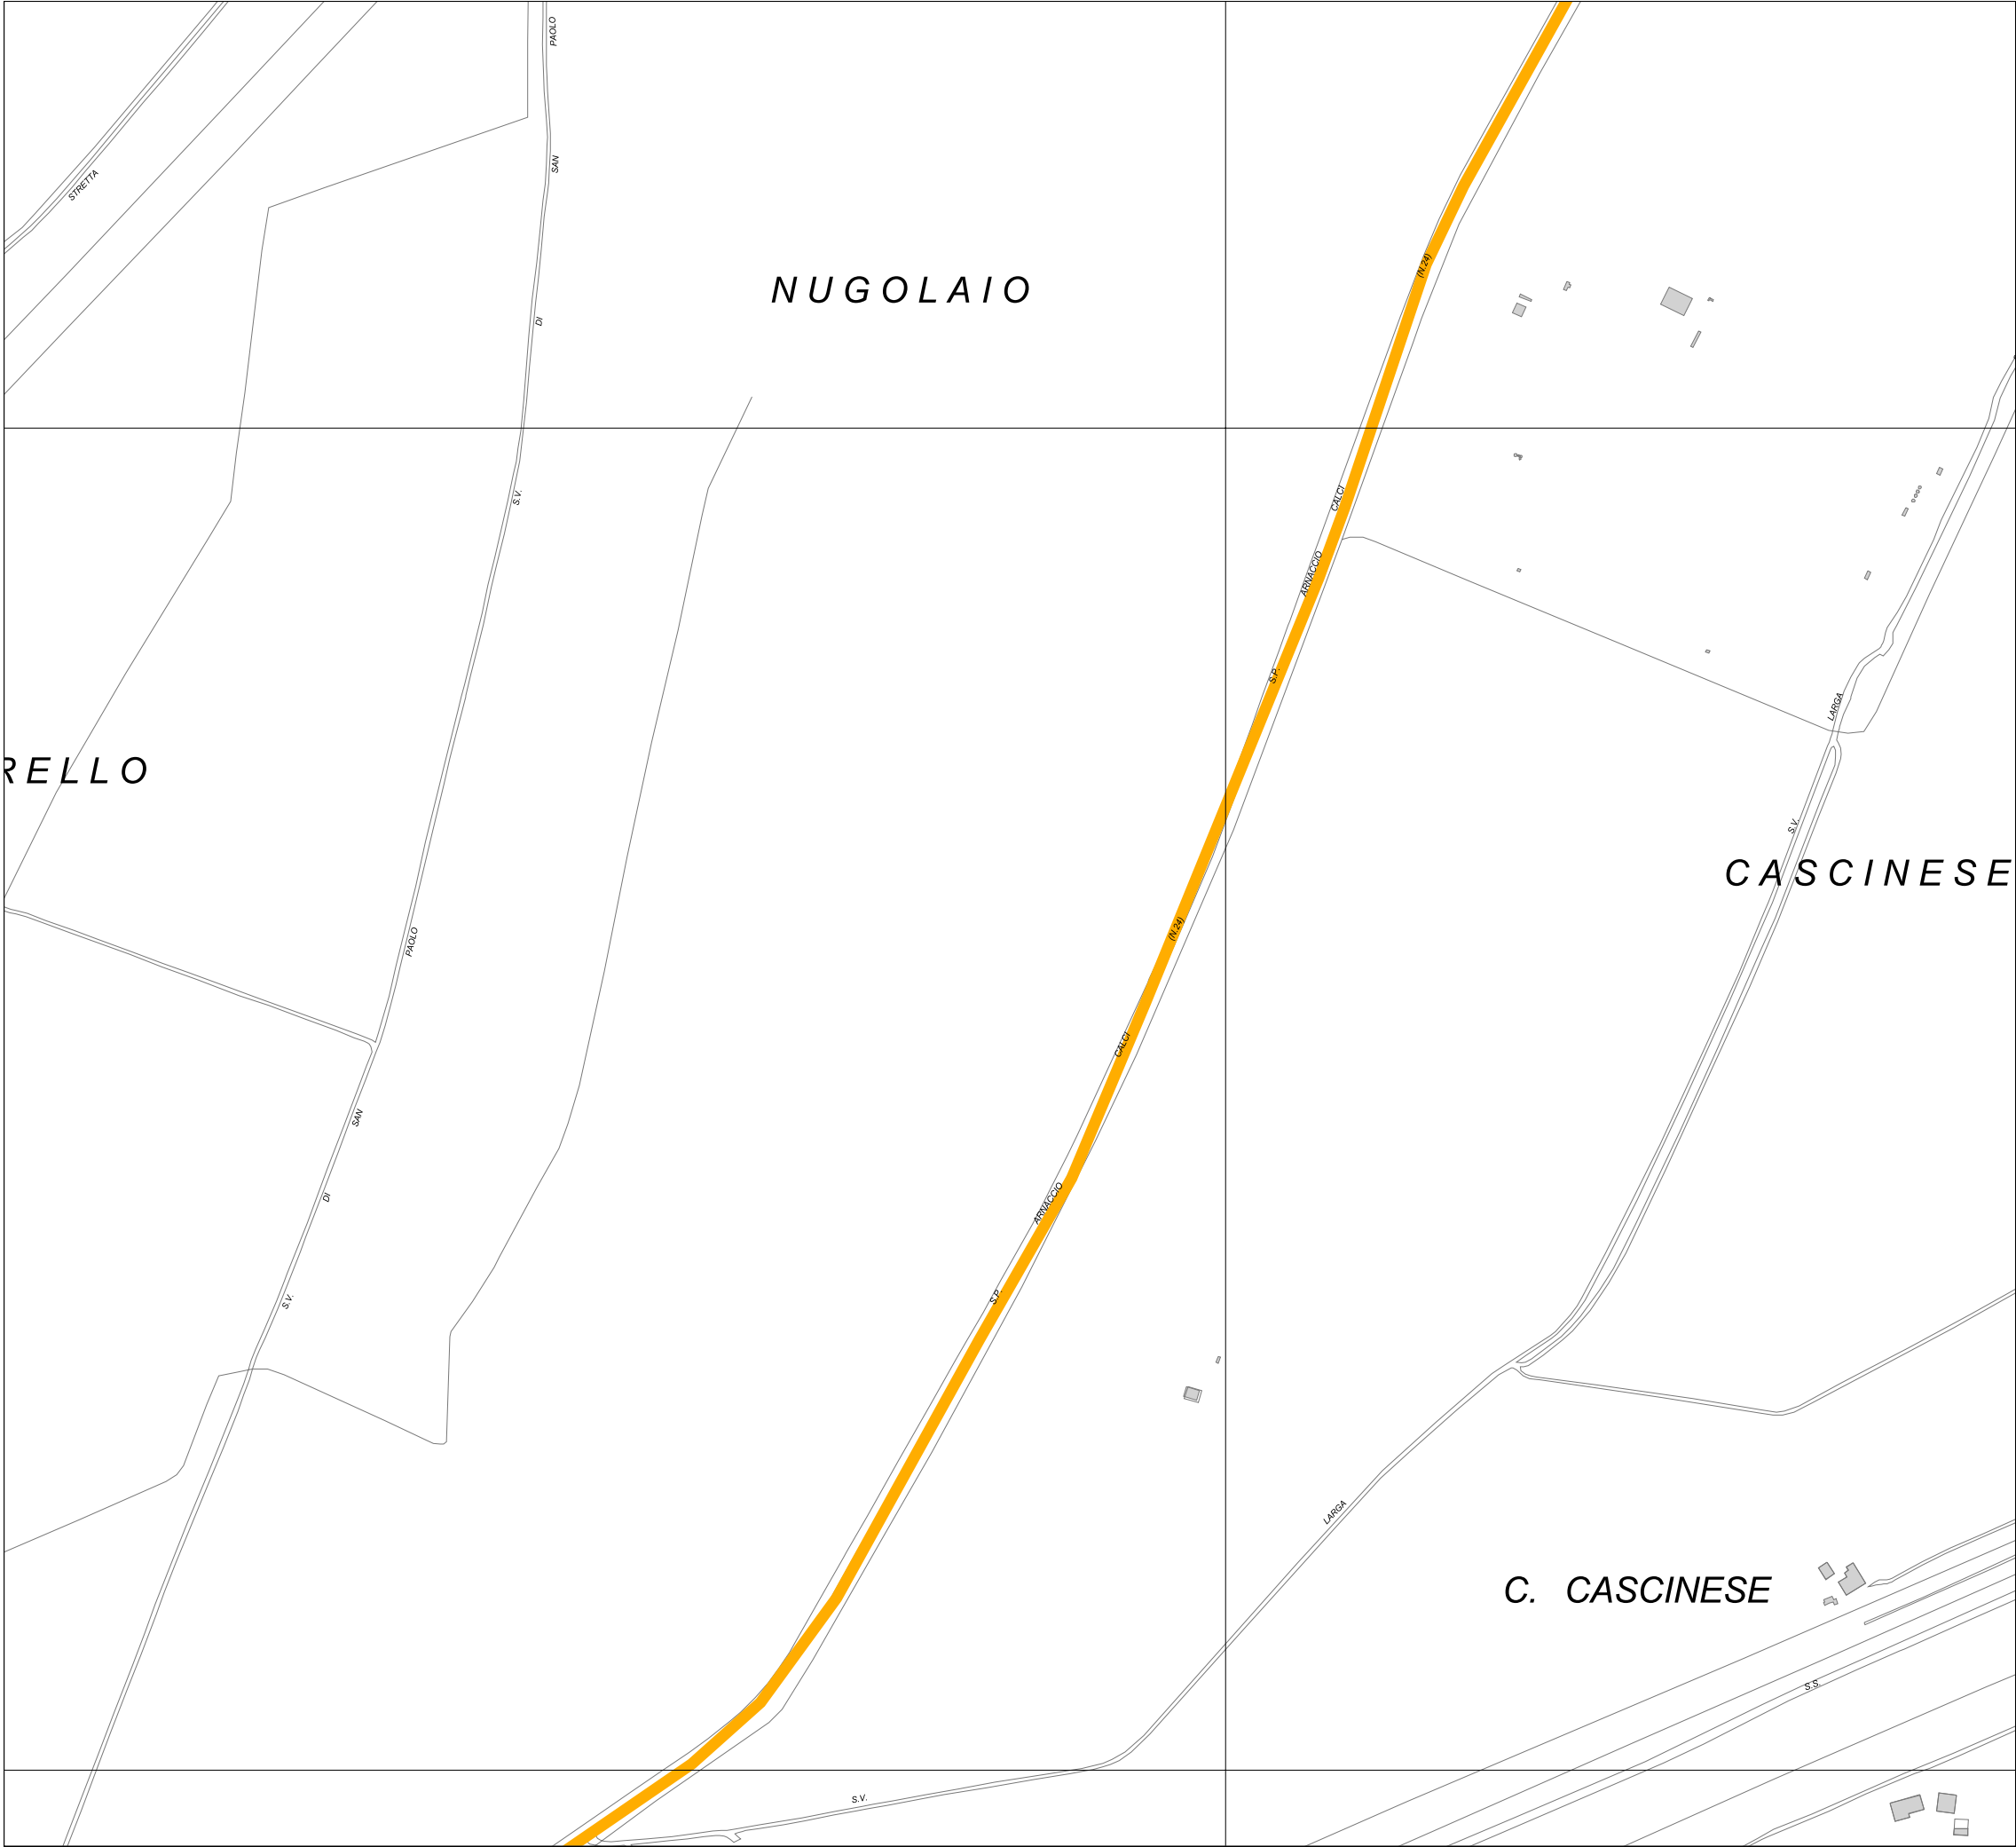 PAOLO
SAN
STRETTA
DI
NUGOLAIO
(N.24)
S.V.
CALCI
ARNACCIO
S.P.
LARGA
RELLO
S.V.
CASCINESE
PAOLO
(N.24)
CALCI
SAN
DI
ARNACCIO
S.V.
S.P.
LARGA
C. CASCINESE
S.S.
S.V.